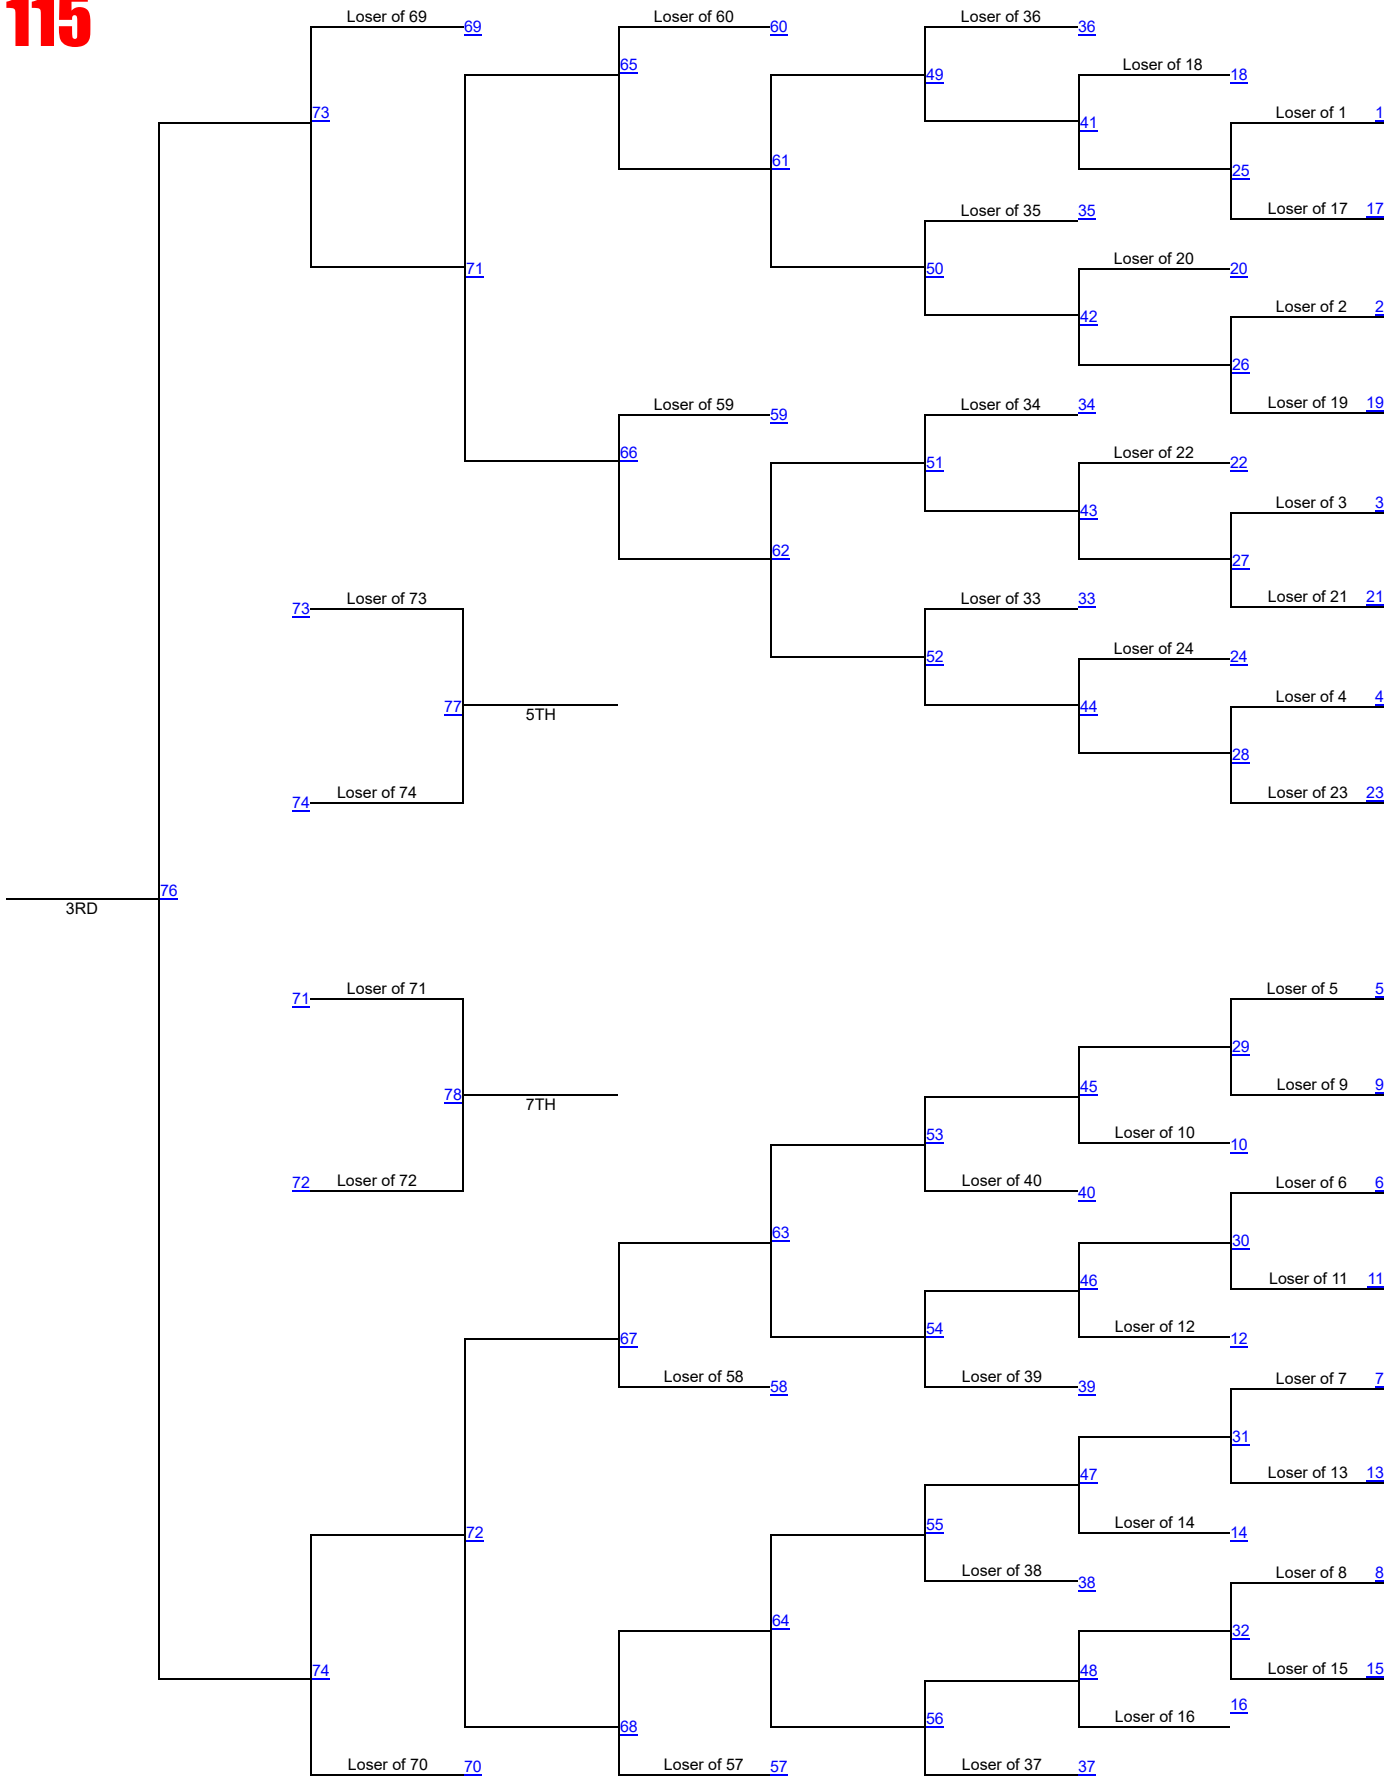 115
Loser of 69 69 Loser of 60 60 Loser of 36 36
65 49 Loser of 18 18
73 41 Loser of 1 1
61 25
Loser of 35 35 Loser of 17 17
71 50 Loser of 20 20
42 Loser of 2 2
26
Loser of 59 59 Loser of 34 34 Loser of 19 19
66 51 Loser of 22 22
43 Loser of 3 3
62 27
73 Loser of 73 Loser of 33 33 Loser of 21 21
52 Loser of 24 24
77 5TH 44 Loser of 4 4
28
74 Loser of 74 Loser of 23 23
76
3RD
71 Loser of 71 Loser of 5 5
29
78 7TH 45 Loser of 9 9
53 Loser of 10 10
72 Loser of 72 Loser of 40 40 Loser of 6 6
63 30
46 Loser of 11 11
67 54 Loser of 12 12
Loser of 58 58 Loser of 39 39 Loser of 7 7
31
47 Loser of 13 13
72 55 Loser of 14 14
Loser of 38 38 Loser of 8 8
64 32
74 48 Loser of 15 15
16
68 56 Loser of 16
Loser of 70 70 Loser of 57 57 Loser of 37 37